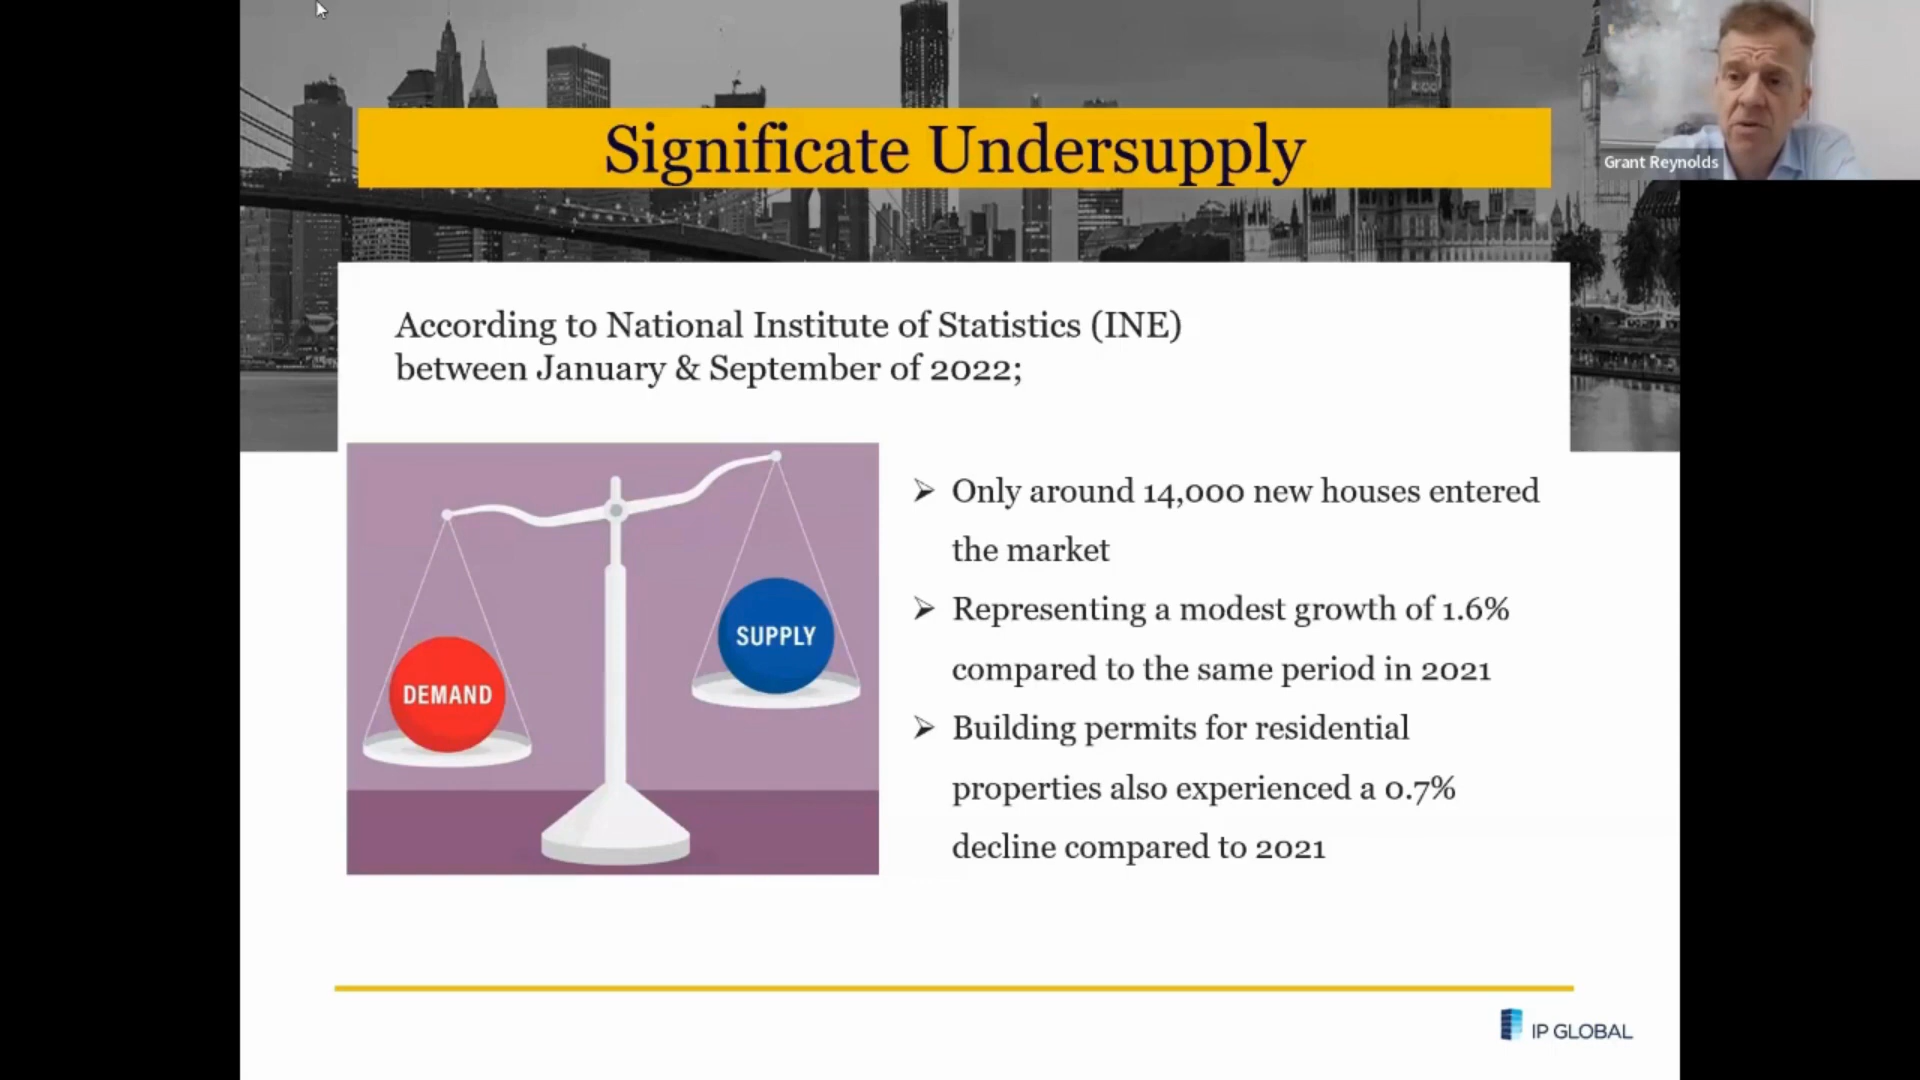 Significate Undersupply
Grant Reynolds
According to National Institute of Statistics (INE)
between January & September of 2022;
DEMAND
SUPPLY
➢ Only around 14,000 new houses entered
the market
➢ Representing a modest growth of 1.6%
compared to the same period in 2021
➢ Building permits for residential
properties also experienced a 0.7%
decline compared to 2021
IP GLOBAL